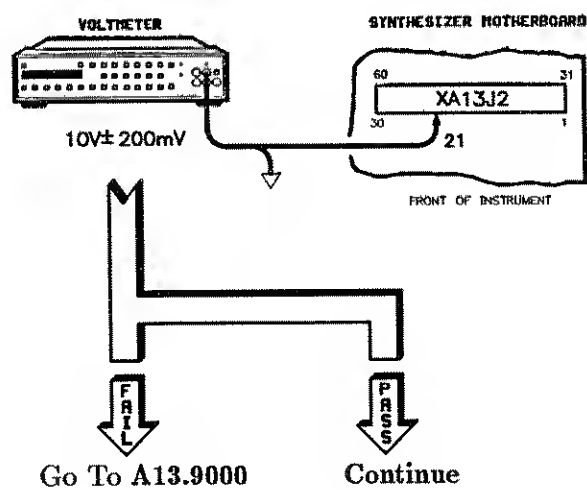 VOLTMETER
SYNTHESIZER MOTHERBOARD
60 31
XA13J2
30 1
10V± 200mV
21
FRONT OF INSTRUMENT
FAIL
PASS
Go To A13.9000
Continue